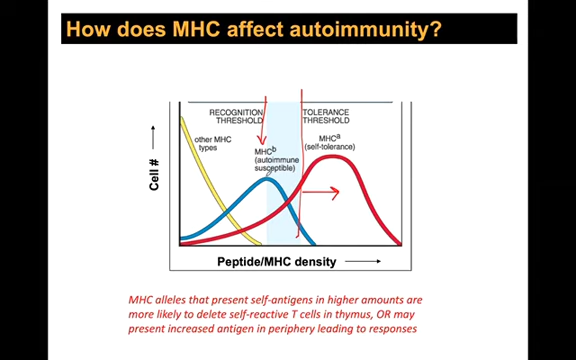 How does MHC affect autoimmunity?
RECOGNITION THRESHOLD
TOLERANCE THRESHOLD
other MHC types
MHCb (autoimmune susceptible)
MHCa (self-tolerance)
Cell #
Peptide/MHC density
MHC alleles that present self-antigens in higher amounts are
more likely to delete self-reactive T cells in thymus, OR may
present increased antigen in periphery leading to responses